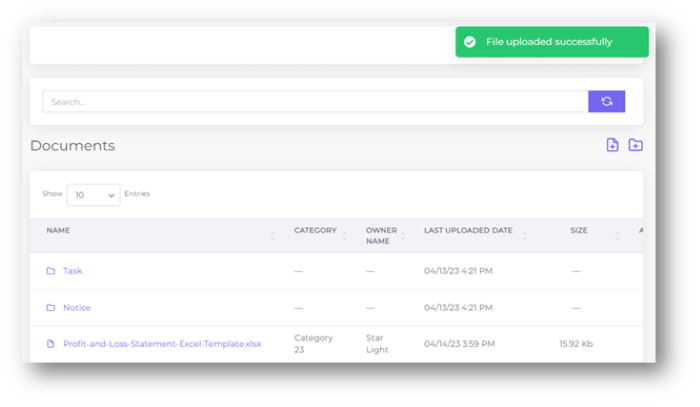 File uploaded successfully
Search...
Documents
Show 10 Entries
NAME CATEGORY OWNER NAME LAST UPLOADED DATE SIZE A
Task — — 04/13/23 4:21 PM —
Notice — — 04/13/23 4:21 PM —
Profit-and-Loss-Statement-Excel-Template.xlsx Category 23 Star Light 04/14/23 3:59 PM 15.92 Kb